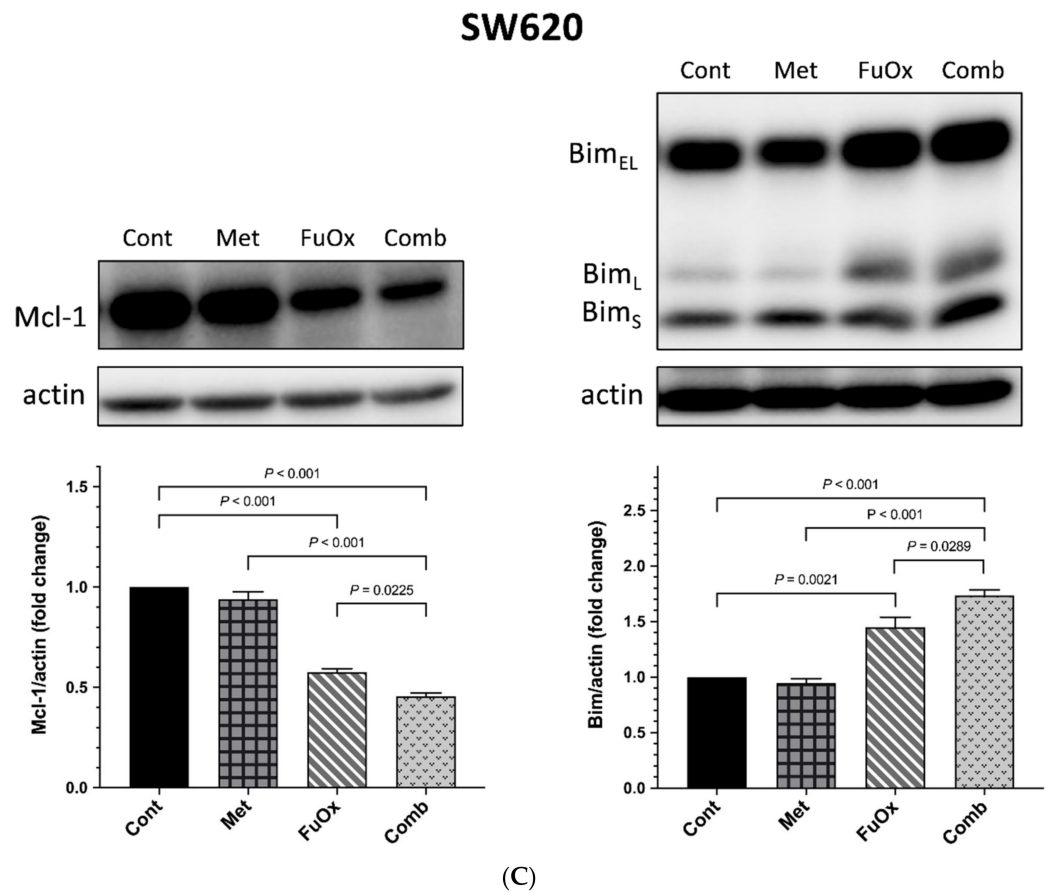 SW620
Cont Met FuOx Comb
Mcl-1
actin
Cont Met FuOx Comb
Bim_EL
Bim_L
Bim_S
actin
Mcl-1/actin (fold change)
1.5
1.0
0.5
0.0
P < 0.001
P < 0.001
P < 0.001
P = 0.0225
Cont
Met
FuOx
Comb
Bim/actin (fold change)
2.5
2.0
1.5
1.0
0.5
0.0
P < 0.001
P < 0.001
P = 0.0289
P = 0.0021
Cont
Met
FuOx
Comb
(C)